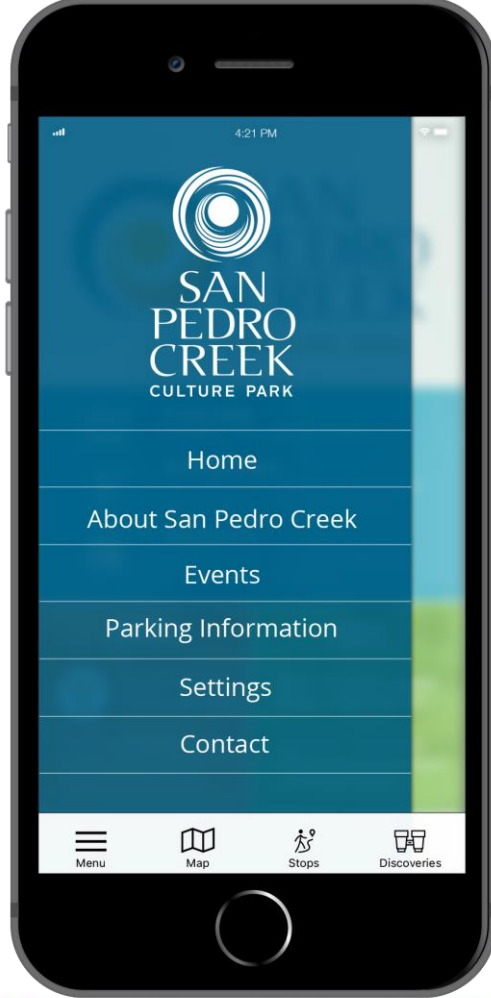 4:21 PM
SAN
PEDRO
CREEK
CULTURE PARK
Home
About San Pedro Creek
Events
Parking Information
Settings
Contact
Menu Map Stops Discoveries